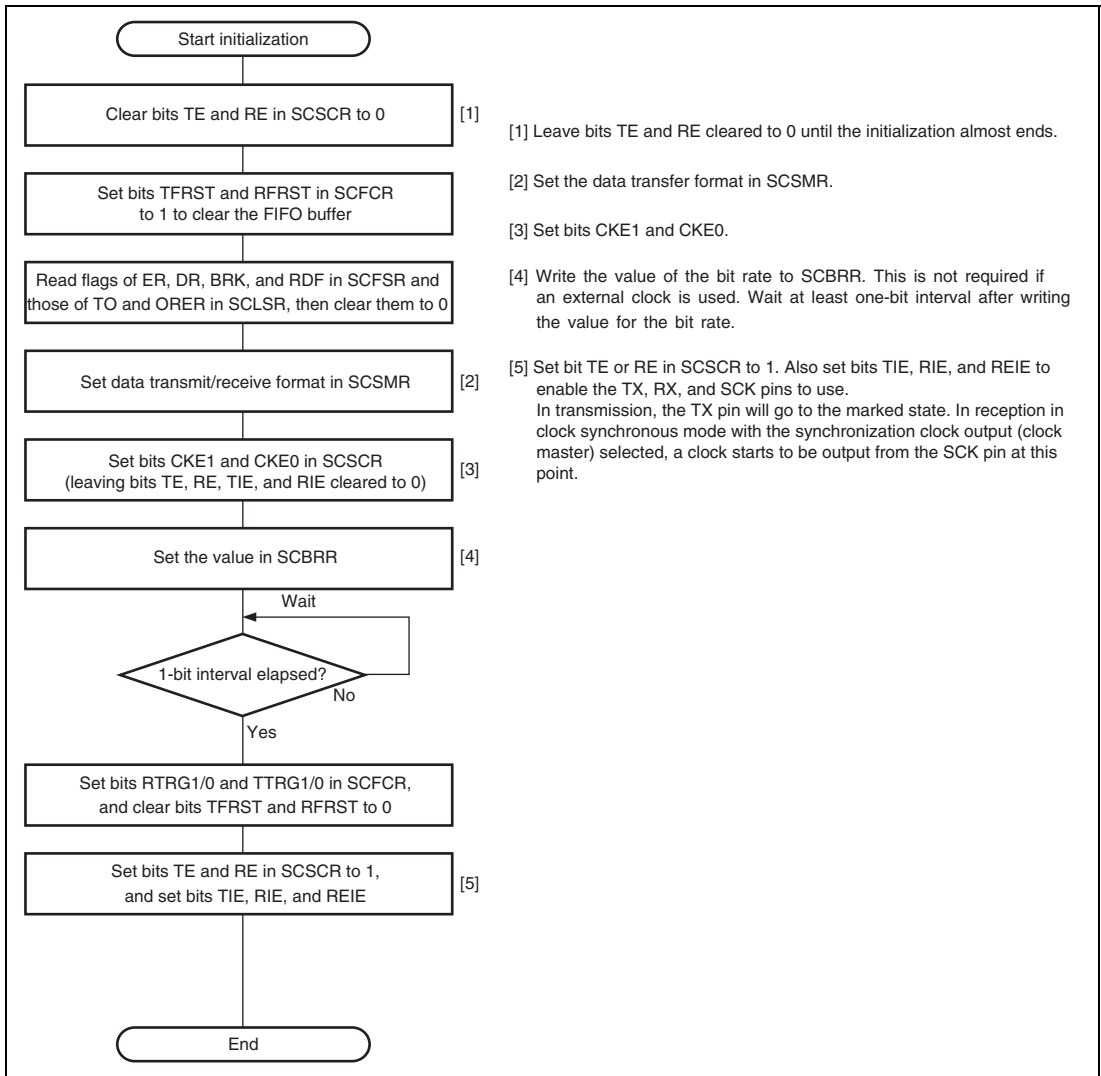 Start initialization
Clear bits TE and RE in SCSCR to 0
[1]
Set bits TFRST and RFRST in SCFCR
to 1 to clear the FIFO buffer
Read flags of ER, DR, BRK, and RDF in SCFSR and
those of TO and ORER in SCLSR, then clear them to 0
Set data transmit/receive format in SCSMR
[2]
Set bits CKE1 and CKE0 in SCSCR
(leaving bits TE, RE, TIE, and RIE cleared to 0)
[3]
Set the value in SCBRR
[4]
Wait
1-bit interval elapsed?
No
Yes
Set bits RTRG1/0 and TTRG1/0 in SCFCR,
and clear bits TFRST and RFRST to 0
Set bits TE and RE in SCSCR to 1,
and set bits TIE, RIE, and REIE
[5]
End
[1] Leave bits TE and RE cleared to 0 until the initialization almost ends.
[2] Set the data transfer format in SCSMR.
[3] Set bits CKE1 and CKE0.
[4] Write the value of the bit rate to SCBRR. This is not required if
an external clock is used. Wait at least one-bit interval after writing
the value for the bit rate.
[5] Set bit TE or RE in SCSCR to 1. Also set bits TIE, RIE, and REIE to
enable the TX, RX, and SCK pins to use.
In transmission, the TX pin will go to the marked state. In reception in
clock synchronous mode with the synchronization clock output (clock
master) selected, a clock starts to be output from the SCK pin at this
point.